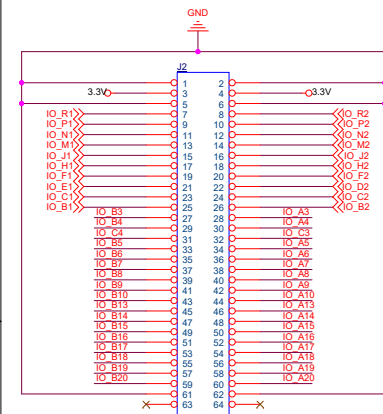 GND
J2
1 2
3.3V 3 4 3.3V
5 6
IO_R1 7 8 IO_R2
IO_P1 9 10 IO_P2
IO_N1 11 12 IO_N2
IO_M1 13 14 IO_M2
IO_J1 15 16 IO_J2
IO_H1 17 18 IO_H2
IO_F1 19 20 IO_F2
IO_E1 21 22 IO_D2
IO_C1 23 24 IO_C2
IO_B1 25 26 IO_B2
IO_B3 27 28 IO_A3
IO_B4 29 30 IO_A4
IO_C4 31 32 IO_C3
IO_B5 33 34 IO_A5
IO_B6 35 36 IO_A6
IO_B7 37 38 IO_A7
IO_B8 39 40 IO_A8
IO_B9 41 42 IO_A9
IO_B10 43 44 IO_A10
IO_B13 45 46 IO_A13
IO_B14 47 48 IO_A14
IO_B15 49 50 IO_A15
IO_B16 51 52 IO_A16
IO_B17 53 54 IO_A17
IO_B18 55 56 IO_A18
IO_B19 57 58 IO_A19
IO_B20 59 60 IO_A20
61 62
63 64